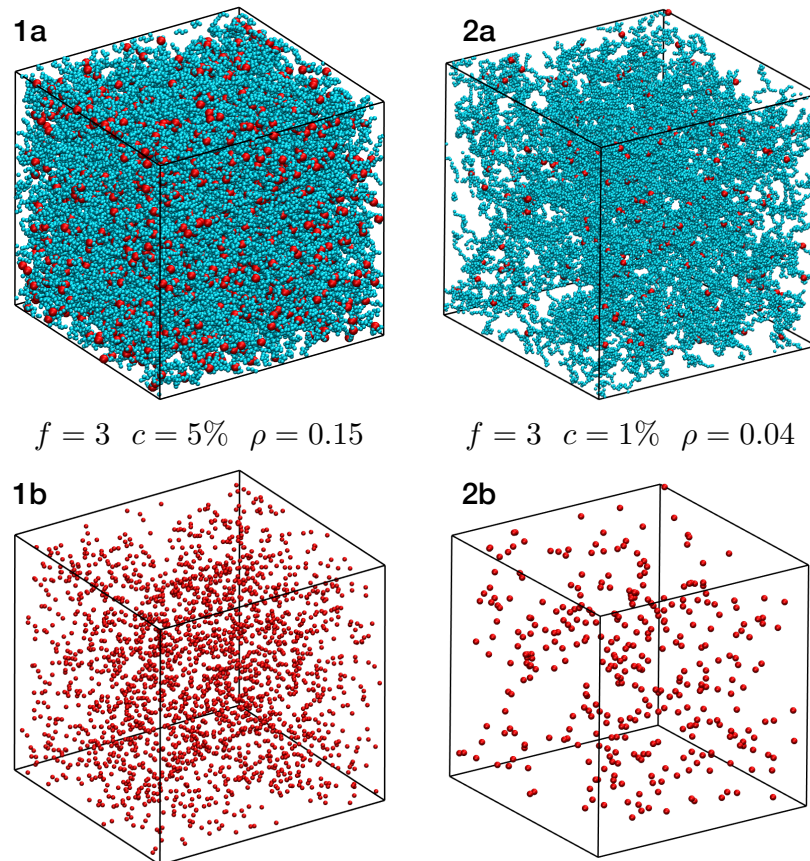 1a
2a
f = 3 c = 5% ρ = 0.15
f = 3 c = 1% ρ = 0.04
1b
2b